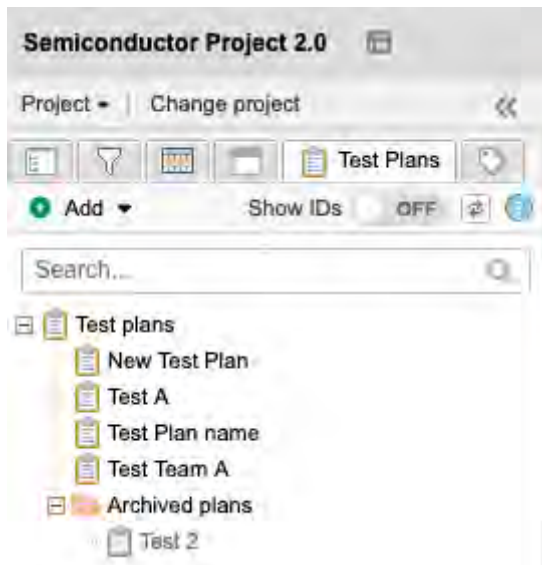 Semiconductor Project 2.0
Project | Change project
Test Plans
Add Show IDs OFF
Search...
Test plans
New Test Plan
Test A
Test Plan name
Test Team A
Archived plans
Test 2